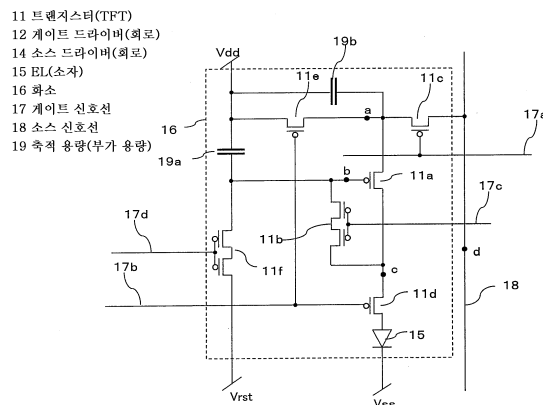 11 트랜지스터(TFT)
12 게이트 드라이버(회로)
14 소스 드라이버(회로)
15 EL(소자)
16 화소
17 게이트 신호선
18 소스 신호선
19 축적 용량(부가 용량)
Vdd
19b
11e
11c
a
16
17a
19a
b
11a
17c
17d
11b
d
17b
11f
c
11d
18
15
Vrst
Vss